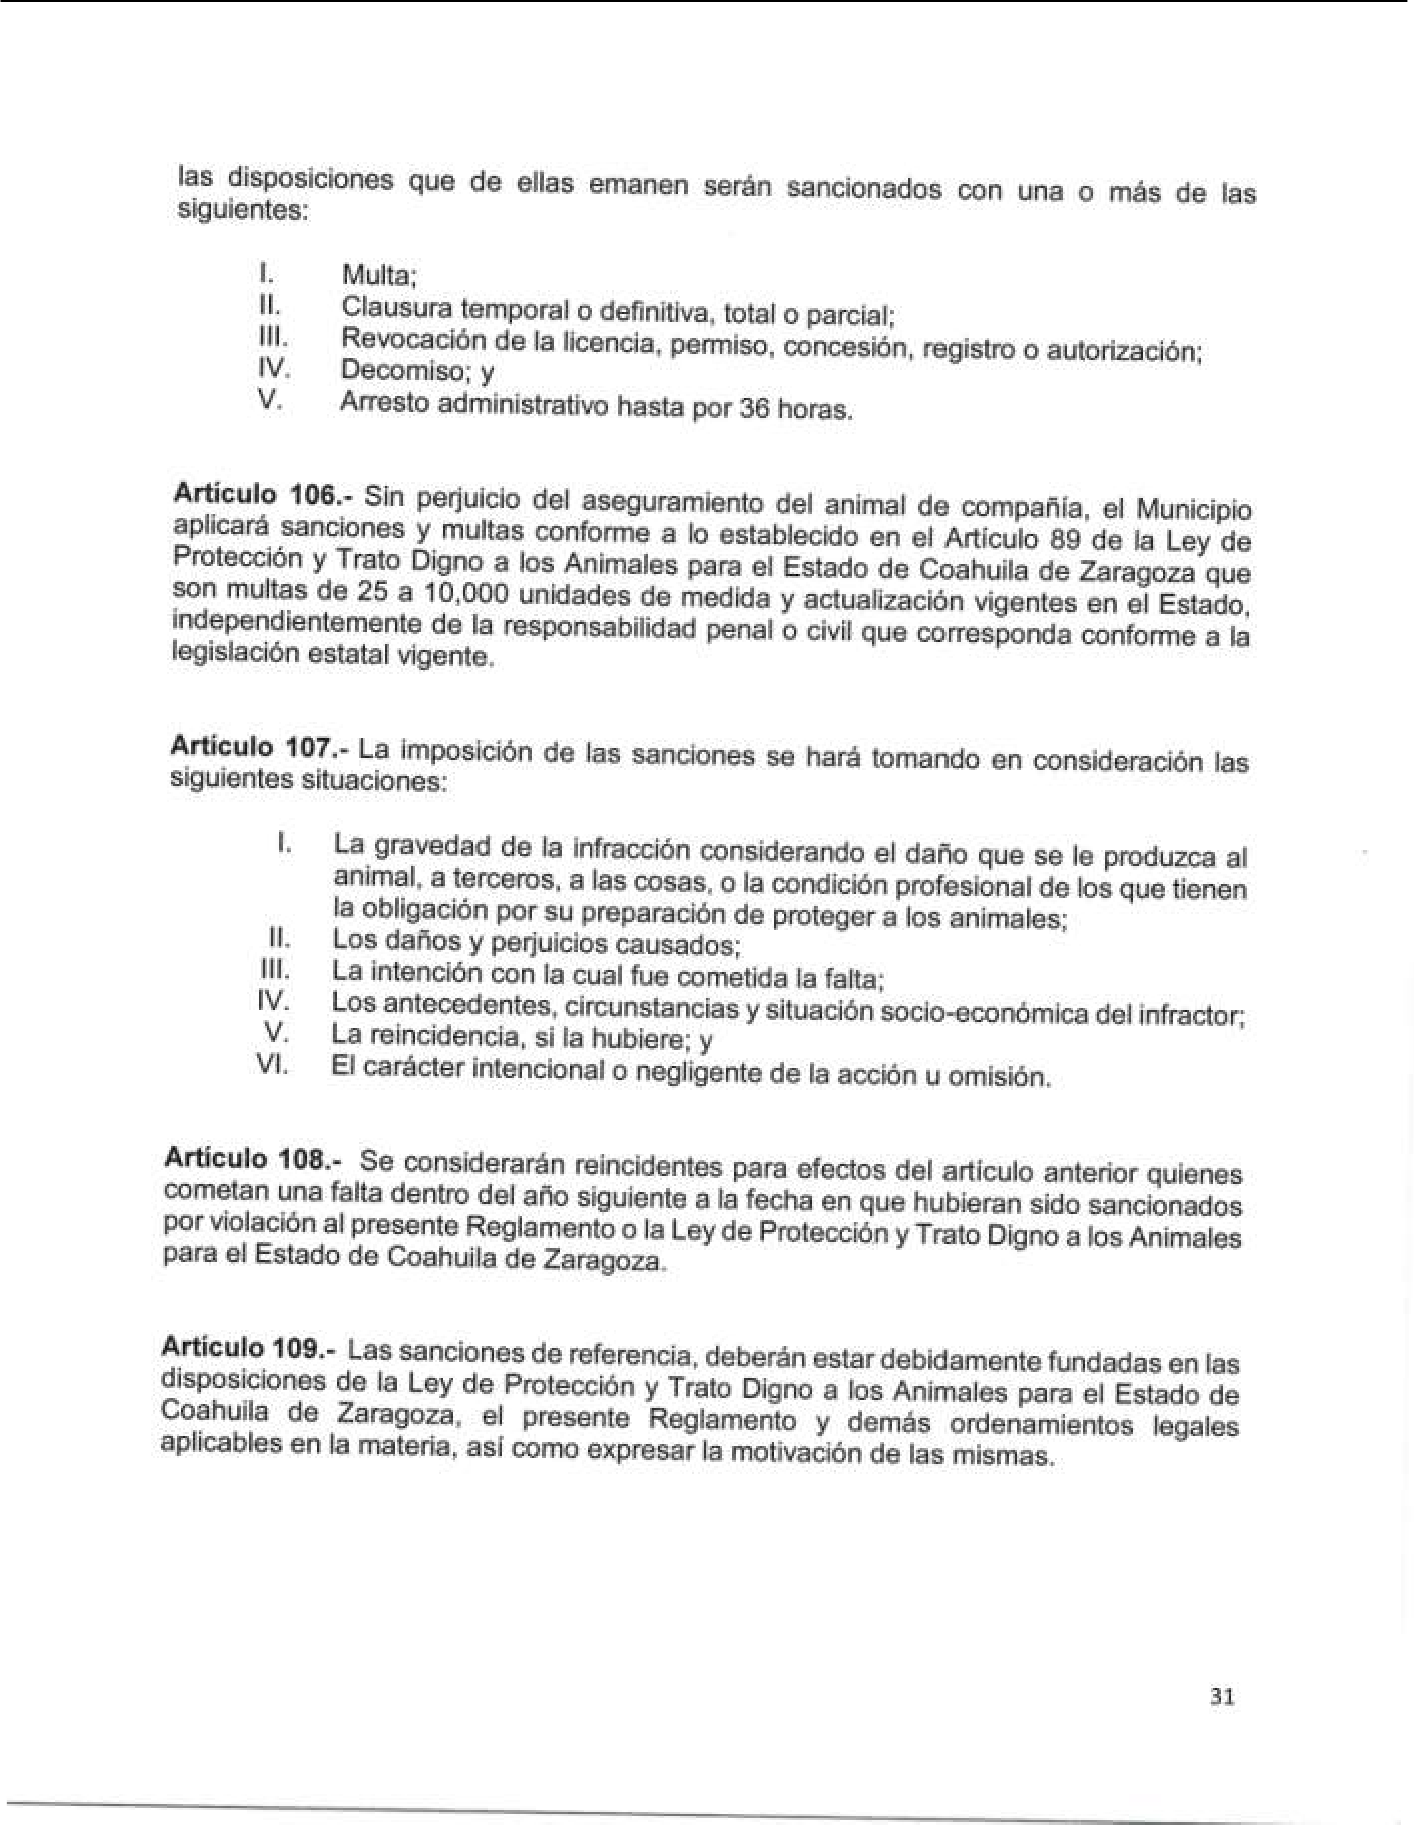 las disposiciones que de ellas emanen serán sancionados con una o más de las
siguientes:
I. Multa;
II. Clausura temporal o definitiva, total o parcial;
III. Revocación de la licencia, permiso, concesión, registro o autorización;
IV. Decomiso; y
V. Arresto administrativo hasta por 36 horas.
Artículo 106.- Sin perjuicio del aseguramiento del animal de compañía, el Municipio
aplicará sanciones y multas conforme a lo establecido en el Artículo 89 de la Ley de
Protección y Trato Digno a los Animales para el Estado de Coahuila de Zaragoza que
son multas de 25 a 10,000 unidades de medida y actualización vigentes en el Estado,
independientemente de la responsabilidad penal o civil que corresponda conforme a la
legislación estatal vigente.
Artículo 107.- La imposición de las sanciones se hará tomando en consideración las
siguientes situaciones:
I. La gravedad de la infracción considerando el daño que se le produzca al
animal, a terceros, a las cosas, o la condición profesional de los que tienen
la obligación por su preparación de proteger a los animales;
II. Los daños y perjuicios causados;
III. La intención con la cual fue cometida la falta;
IV. Los antecedentes, circunstancias y situación socio-económica del infractor;
V. La reincidencia, si la hubiere; y
VI. El carácter intencional o negligente de la acción u omisión.
Artículo 108.- Se considerarán reincidentes para efectos del artículo anterior quienes
cometan una falta dentro del año siguiente a la fecha en que hubieran sido sancionados
por violación al presente Reglamento o la Ley de Protección y Trato Digno a los Animales
para el Estado de Coahuila de Zaragoza.
Artículo 109.- Las sanciones de referencia, deberán estar debidamente fundadas en las
disposiciones de la Ley de Protección y Trato Digno a los Animales para el Estado de
Coahuila de Zaragoza, el presente Reglamento y demás ordenamientos legales
aplicables en la materia, así como expresar la motivación de las mismas.
31